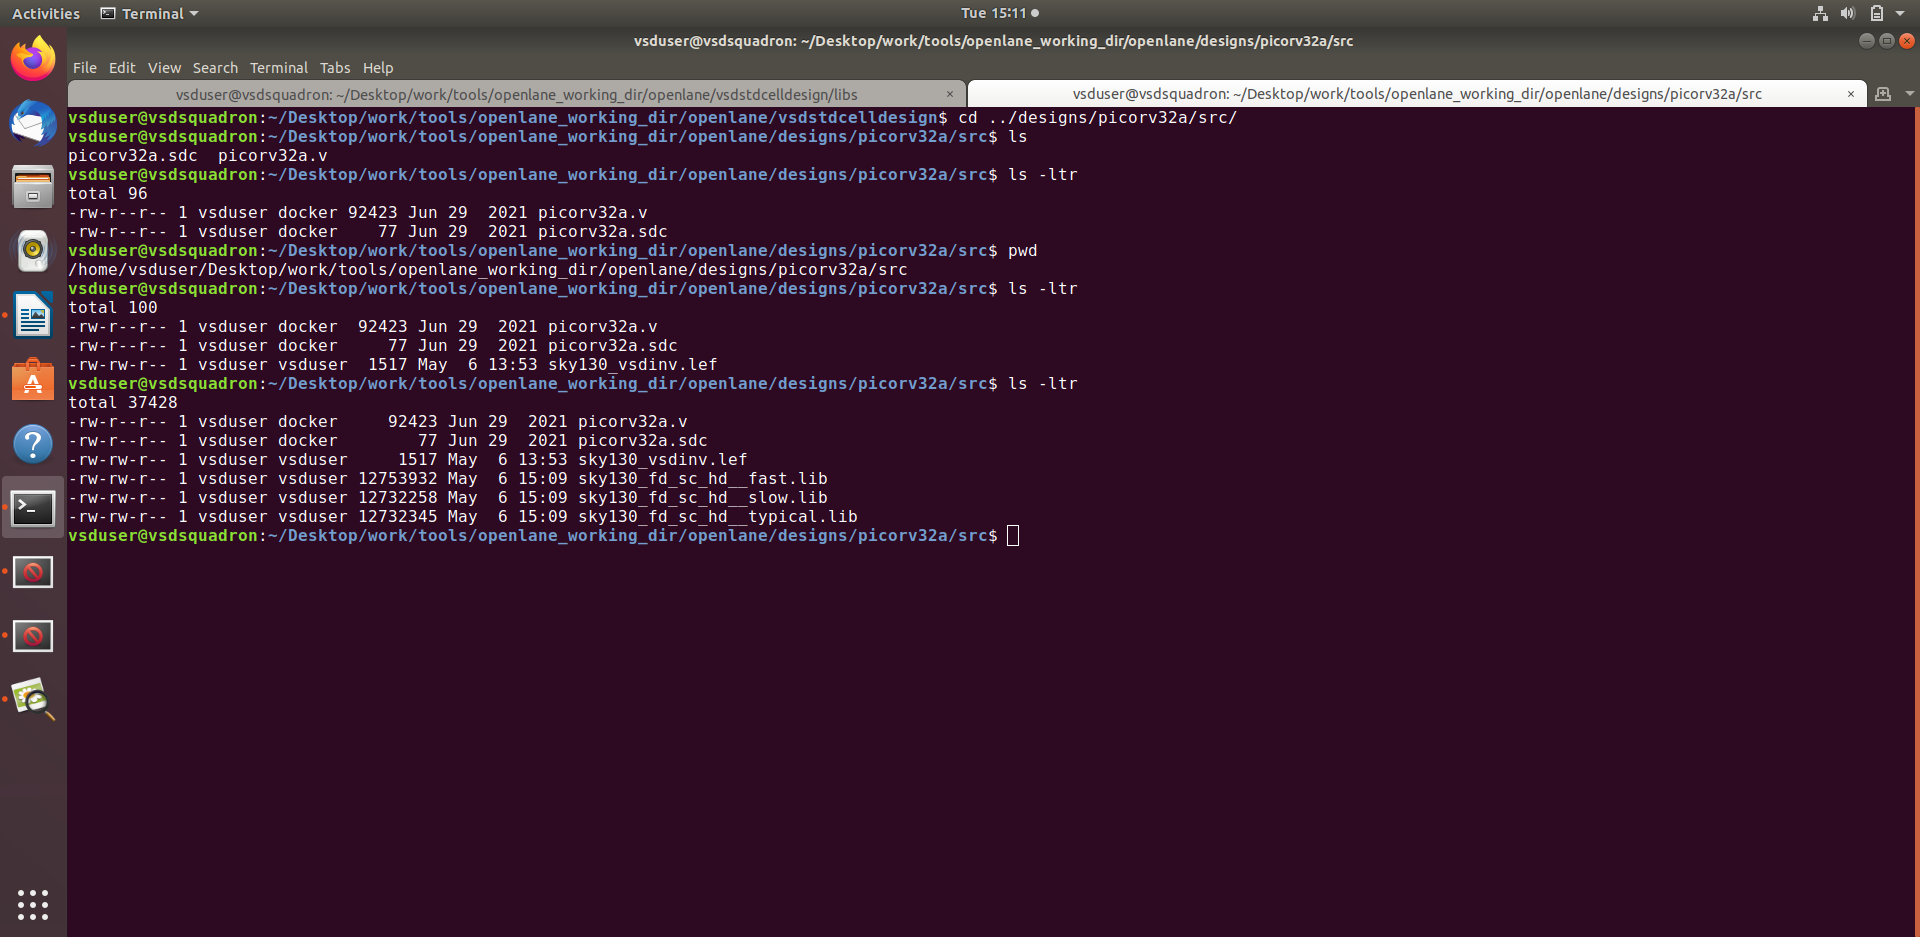 Activities Terminal Tue 15:11
vsduser@vsdsquadron: ~/Desktop/work/tools/openlane_working_dir/openlane/designs/picorv32a/src
File Edit View Search Terminal Tabs Help
vsduser@vsdsquadron: ~/Desktop/work/tools/openlane_working_dir/openlane/vsdstdcelldesign/libs × vsduser@vsdsquadron: ~/Desktop/work/tools/openlane_working_dir/openlane/designs/picorv32a/src ×
vsduser@vsdsquadron:~/Desktop/work/tools/openlane_working_dir/openlane/vsdstdcelldesign$ cd ../designs/picorv32a/src/
vsduser@vsdsquadron:~/Desktop/work/tools/openlane_working_dir/openlane/designs/picorv32a/src$ ls
picorv32a.sdc  picorv32a.v
vsduser@vsdsquadron:~/Desktop/work/tools/openlane_working_dir/openlane/designs/picorv32a/src$ ls -ltr
total 96
-rw-r--r-- 1 vsduser docker 92423 Jun 29  2021 picorv32a.v
-rw-r--r-- 1 vsduser docker    77 Jun 29  2021 picorv32a.sdc
vsduser@vsdsquadron:~/Desktop/work/tools/openlane_working_dir/openlane/designs/picorv32a/src$ pwd
/home/vsduser/Desktop/work/tools/openlane_working_dir/openlane/designs/picorv32a/src
vsduser@vsdsquadron:~/Desktop/work/tools/openlane_working_dir/openlane/designs/picorv32a/src$ ls -ltr
total 100
-rw-r--r-- 1 vsduser docker  92423 Jun 29  2021 picorv32a.v
-rw-r--r-- 1 vsduser docker     77 Jun 29  2021 picorv32a.sdc
-rw-rw-r-- 1 vsduser vsduser  1517 May  6 13:53 sky130_vsdinv.lef
vsduser@vsdsquadron:~/Desktop/work/tools/openlane_working_dir/openlane/designs/picorv32a/src$ ls -ltr
total 37428
-rw-r--r-- 1 vsduser docker     92423 Jun 29  2021 picorv32a.v
-rw-r--r-- 1 vsduser docker        77 Jun 29  2021 picorv32a.sdc
-rw-rw-r-- 1 vsduser vsduser     1517 May  6 13:53 sky130_vsdinv.lef
-rw-rw-r-- 1 vsduser vsduser 12753932 May  6 15:09 sky130_fd_sc_hd__fast.lib
-rw-rw-r-- 1 vsduser vsduser 12732258 May  6 15:09 sky130_fd_sc_hd__slow.lib
-rw-rw-r-- 1 vsduser vsduser 12732345 May  6 15:09 sky130_fd_sc_hd__typical.lib
vsduser@vsdsquadron:~/Desktop/work/tools/openlane_working_dir/openlane/designs/picorv32a/src$